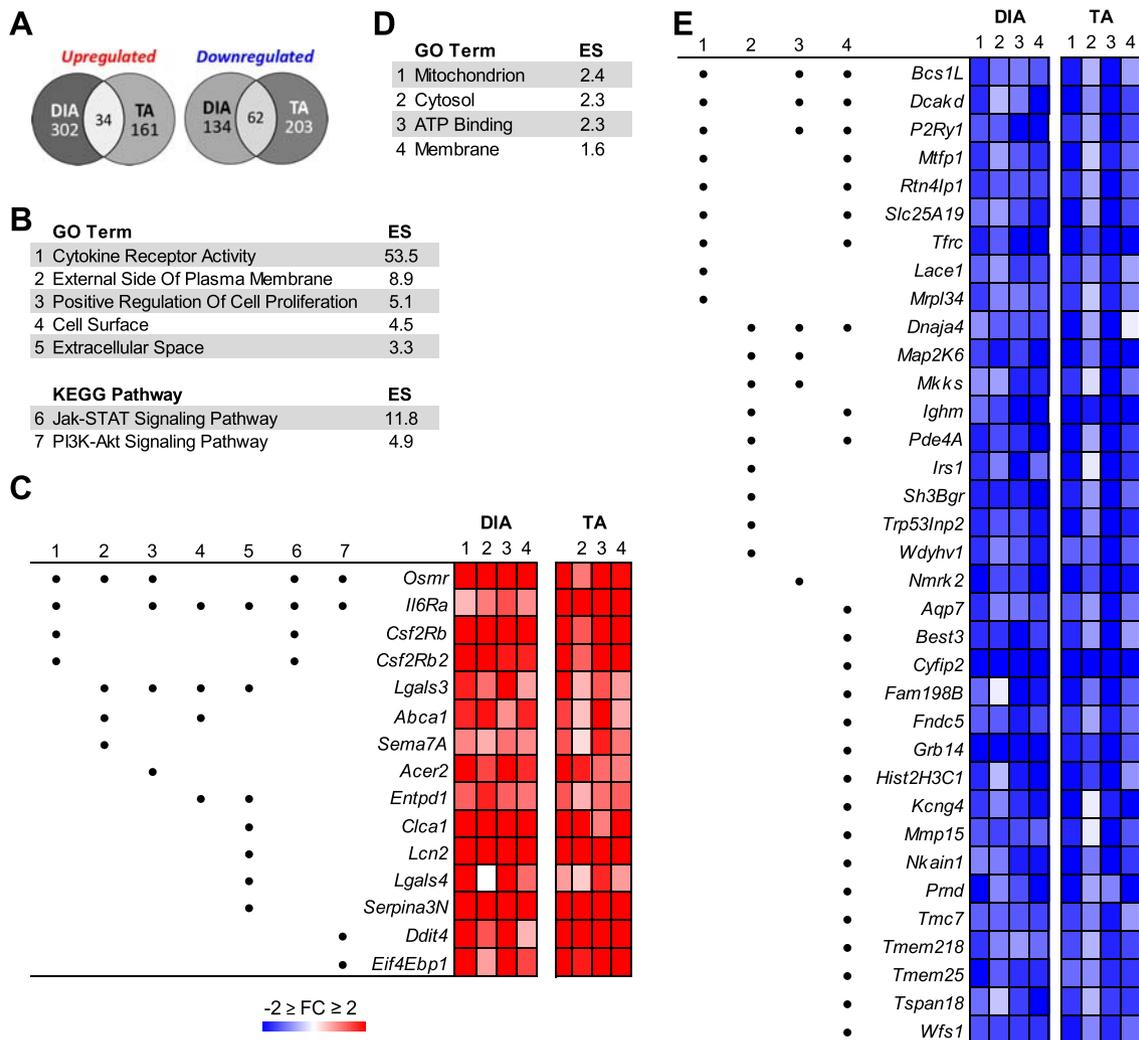 A
Upregulated Downregulated
DIA 302 34 TA 161
DIA 134 62 TA 203
B
GO Term ES
1 Cytokine Receptor Activity 53.5
2 External Side Of Plasma Membrane 8.9
3 Positive Regulation Of Cell Proliferation 5.1
4 Cell Surface 4.5
5 Extracellular Space 3.3
KEGG Pathway ES
6 Jak-STAT Signaling Pathway 11.8
7 PI3K-Akt Signaling Pathway 4.9
C
DIA TA
1 2 3 4 5 6 7 1 2 3 4 2 3 4
Osmr
Il6Ra
Csf2Rb
Csf2Rb2
Lgals3
Abca1
Sema7A
Acer2
Entpd1
Clca1
Lcn2
Lgals4
Serpina3N
Ddit4
Eif4Ebp1
-2 ≥ FC ≥ 2
D
GO Term ES
1 Mitochondrion 2.4
2 Cytosol 2.3
3 ATP Binding 2.3
4 Membrane 1.6
E
DIA TA
1 2 3 4 1 2 3 4 1 2 3 4
Bcs1L
Dcakd
P2Ry1
Mtfp1
Rtn4Ip1
Slc25A19
Tfrc
Lace1
Mrpl34
Dnaja4
Map2K6
Mkks
Ighm
Pde4A
Irs1
Sh3Bgr
Trp53Inp2
Wdyhv1
Nmrk2
Aqp7
Best3
Cyfip2
Fam198B
Fndc5
Grb14
Hist2H3C1
Kcng4
Mmp15
Nkain1
Prnd
Tmc7
Tmem218
Tmem25
Tspan18
Wfs1